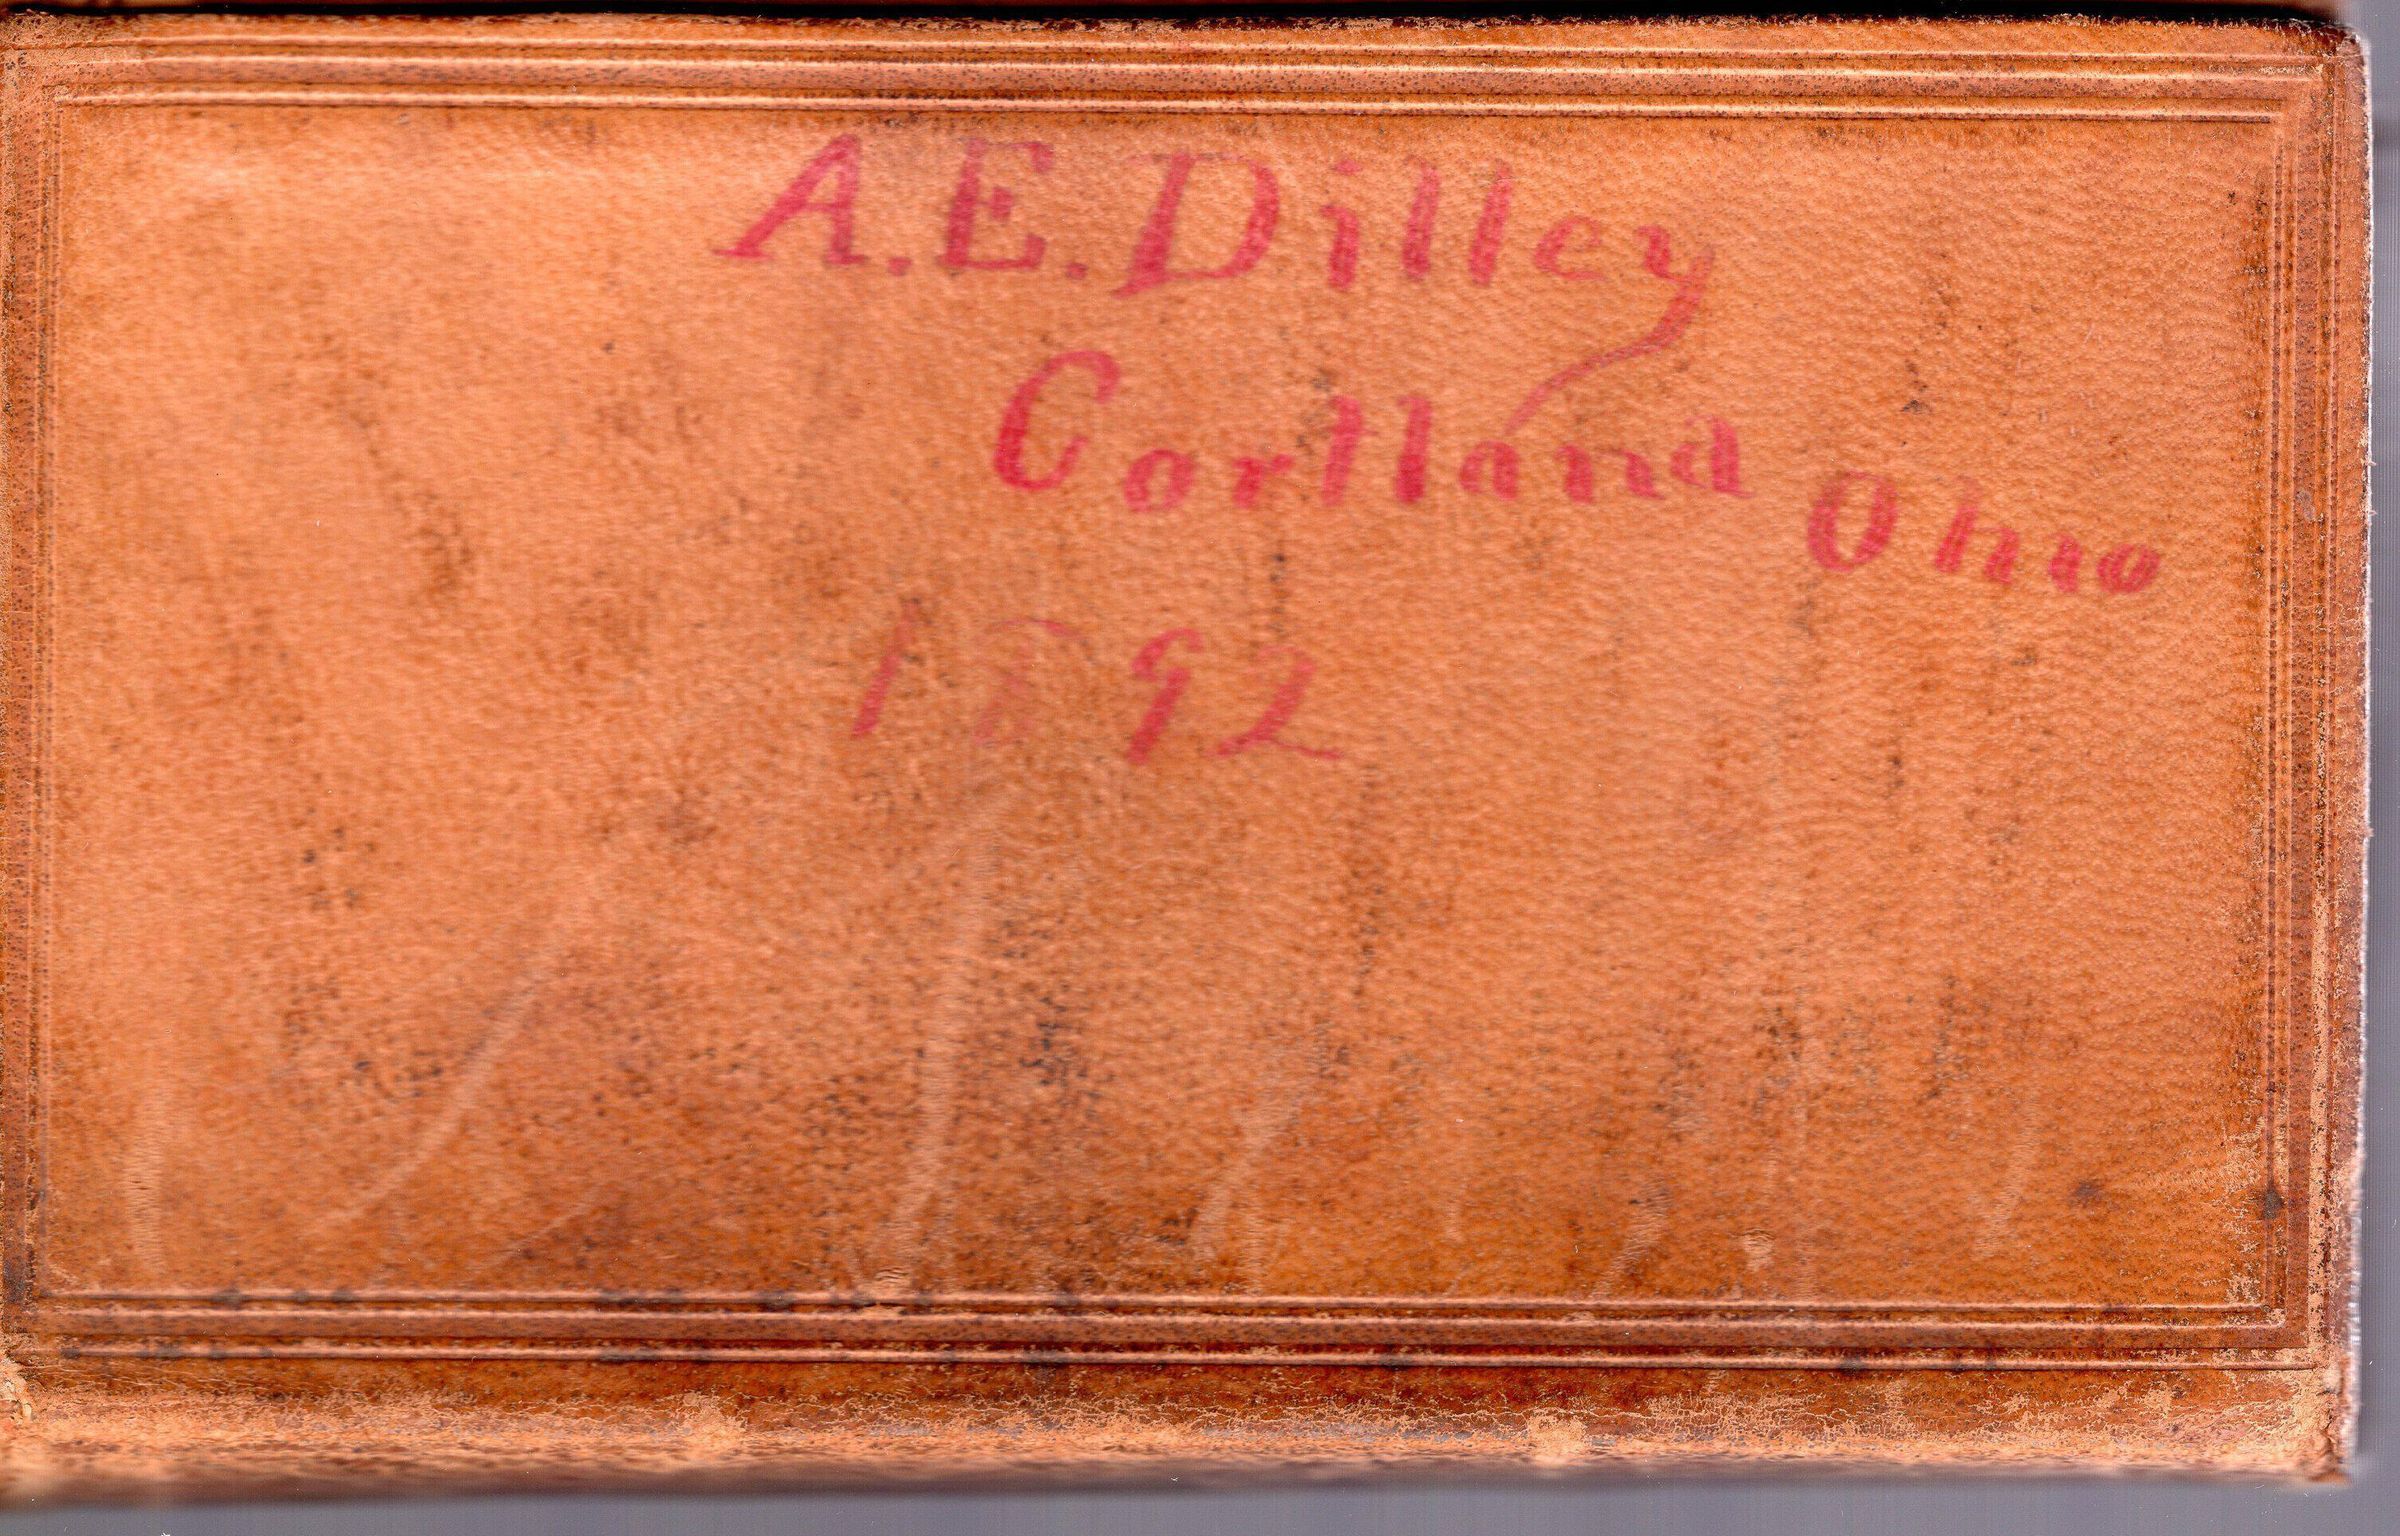 A. E. Dilley
Cortland Ohio
1892